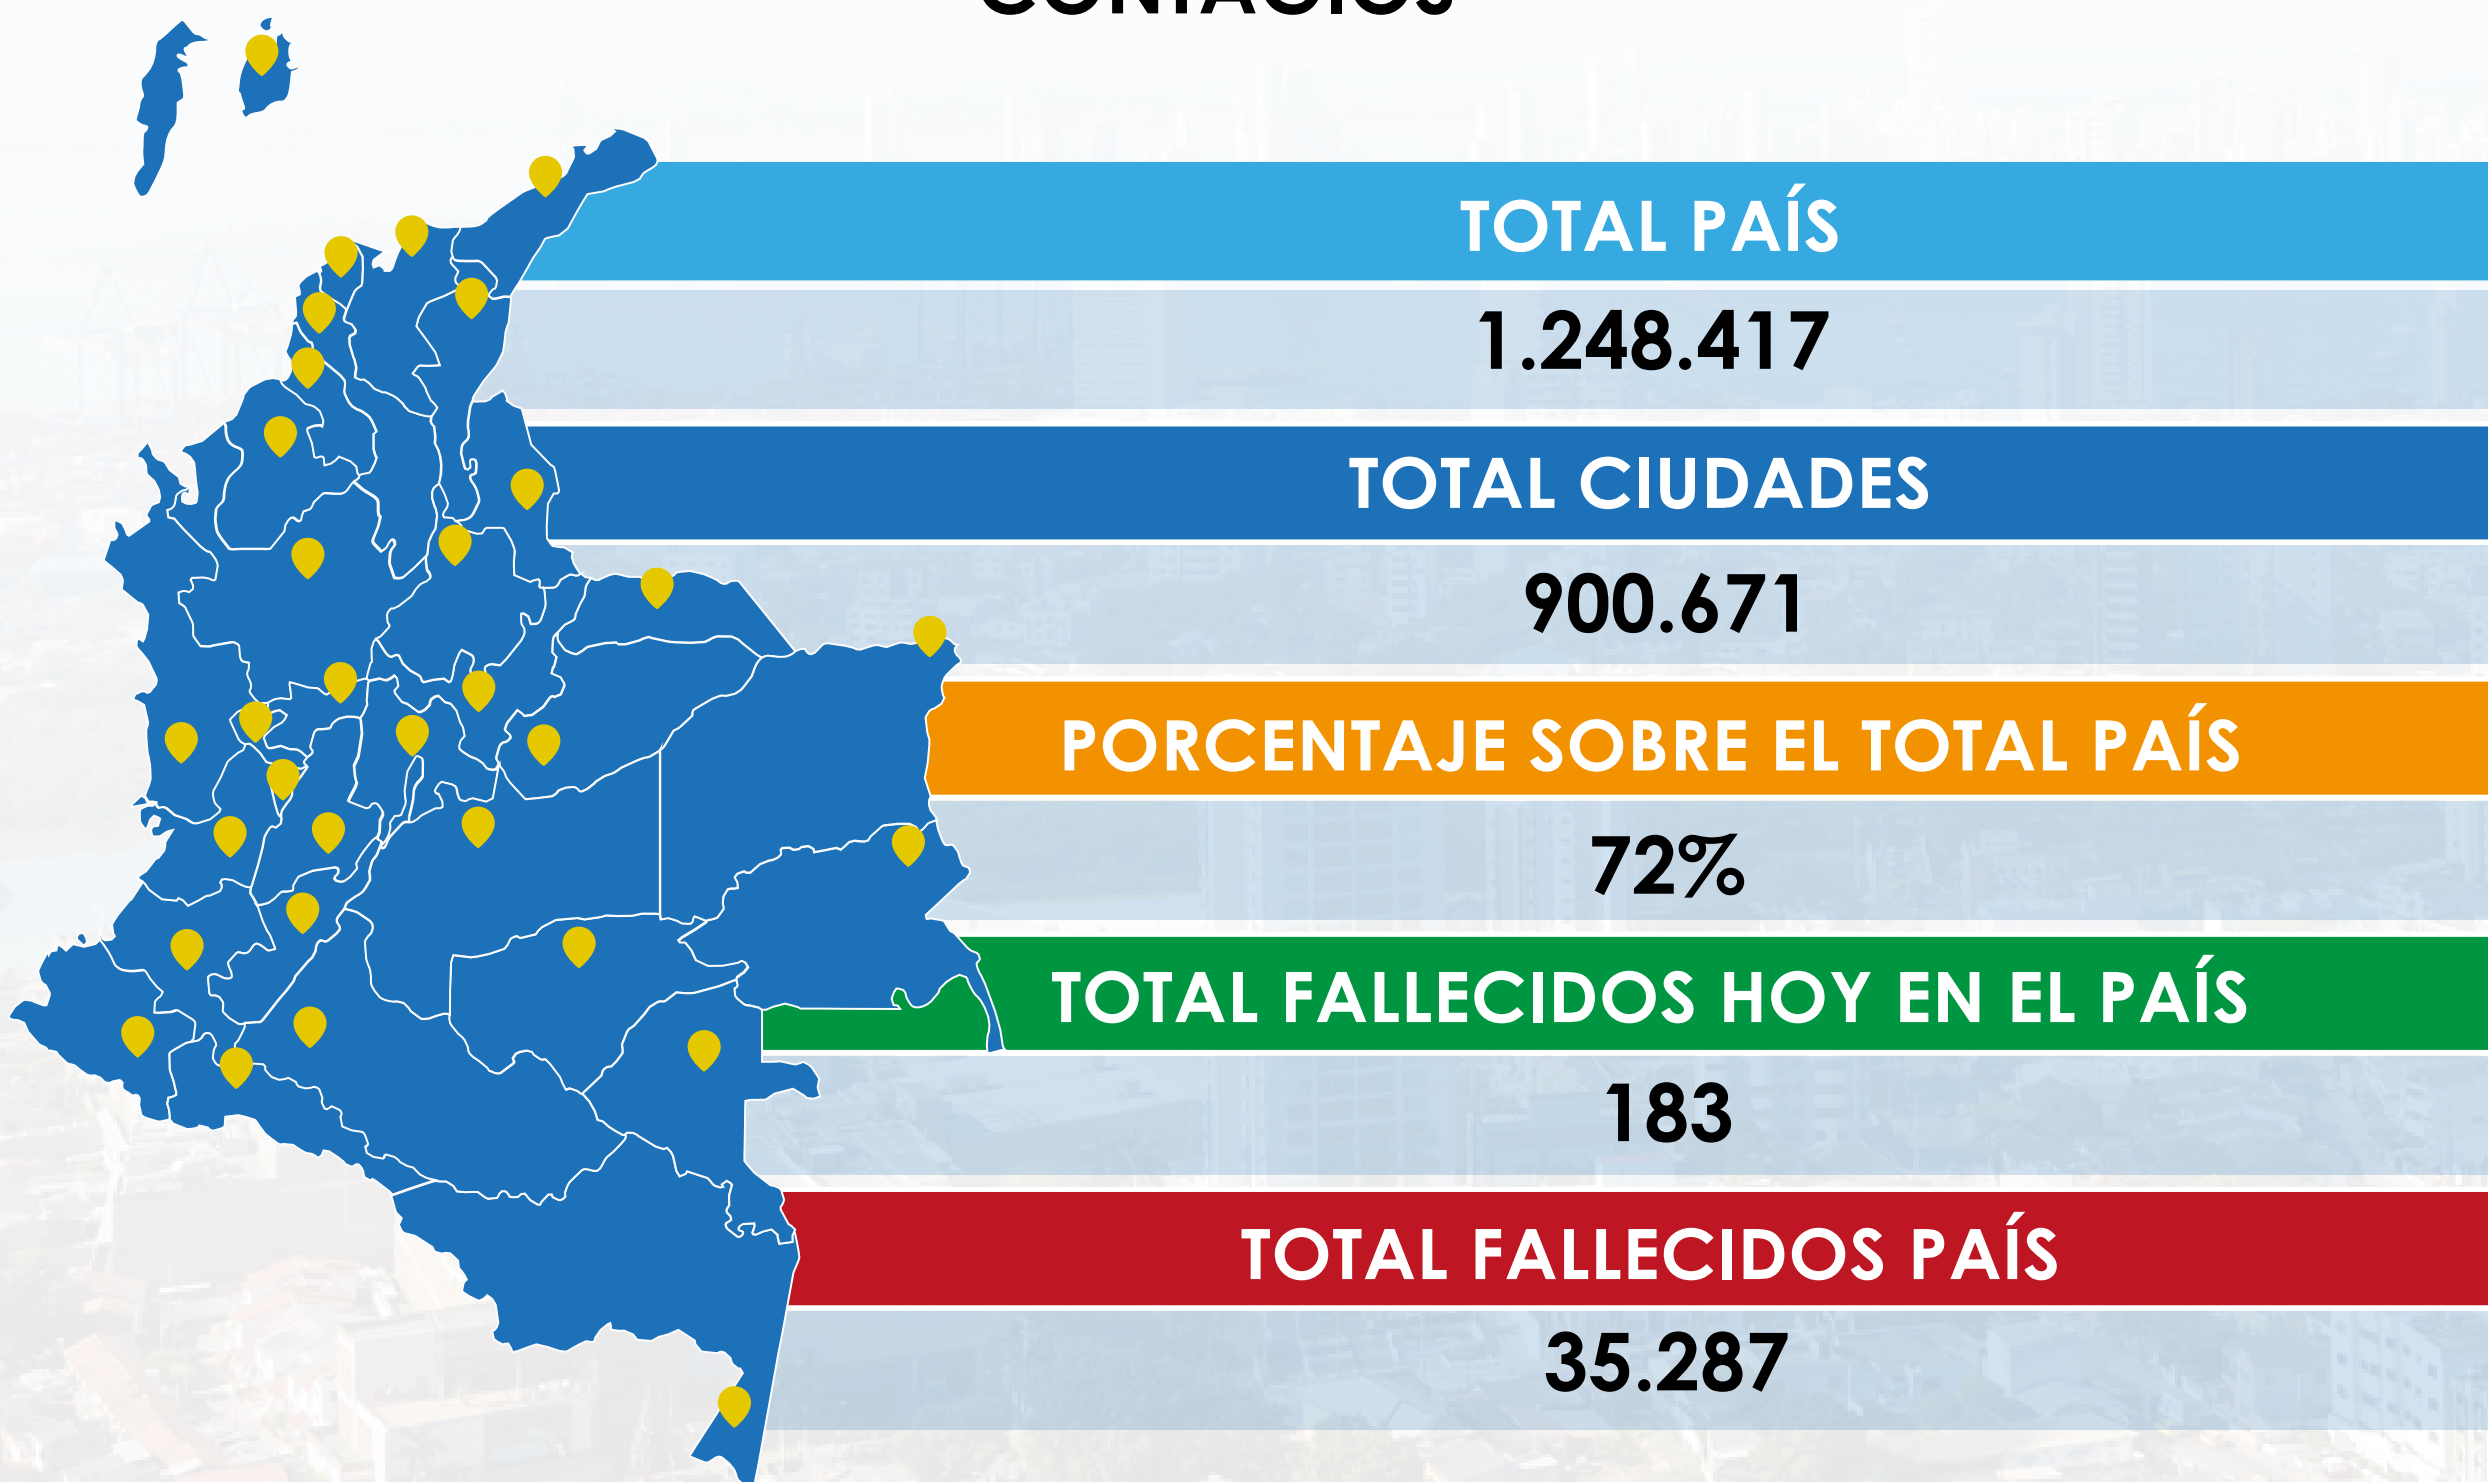 CONTAGIOS
TOTAL PAÍS
1.248.417
TOTAL CIUDADES
900.671
PORCENTAJE SOBRE EL TOTAL PAÍS
72%
TOTAL FALLECIDOS HOY EN EL PAÍS
183
TOTAL FALLECIDOS PAÍS
35.287